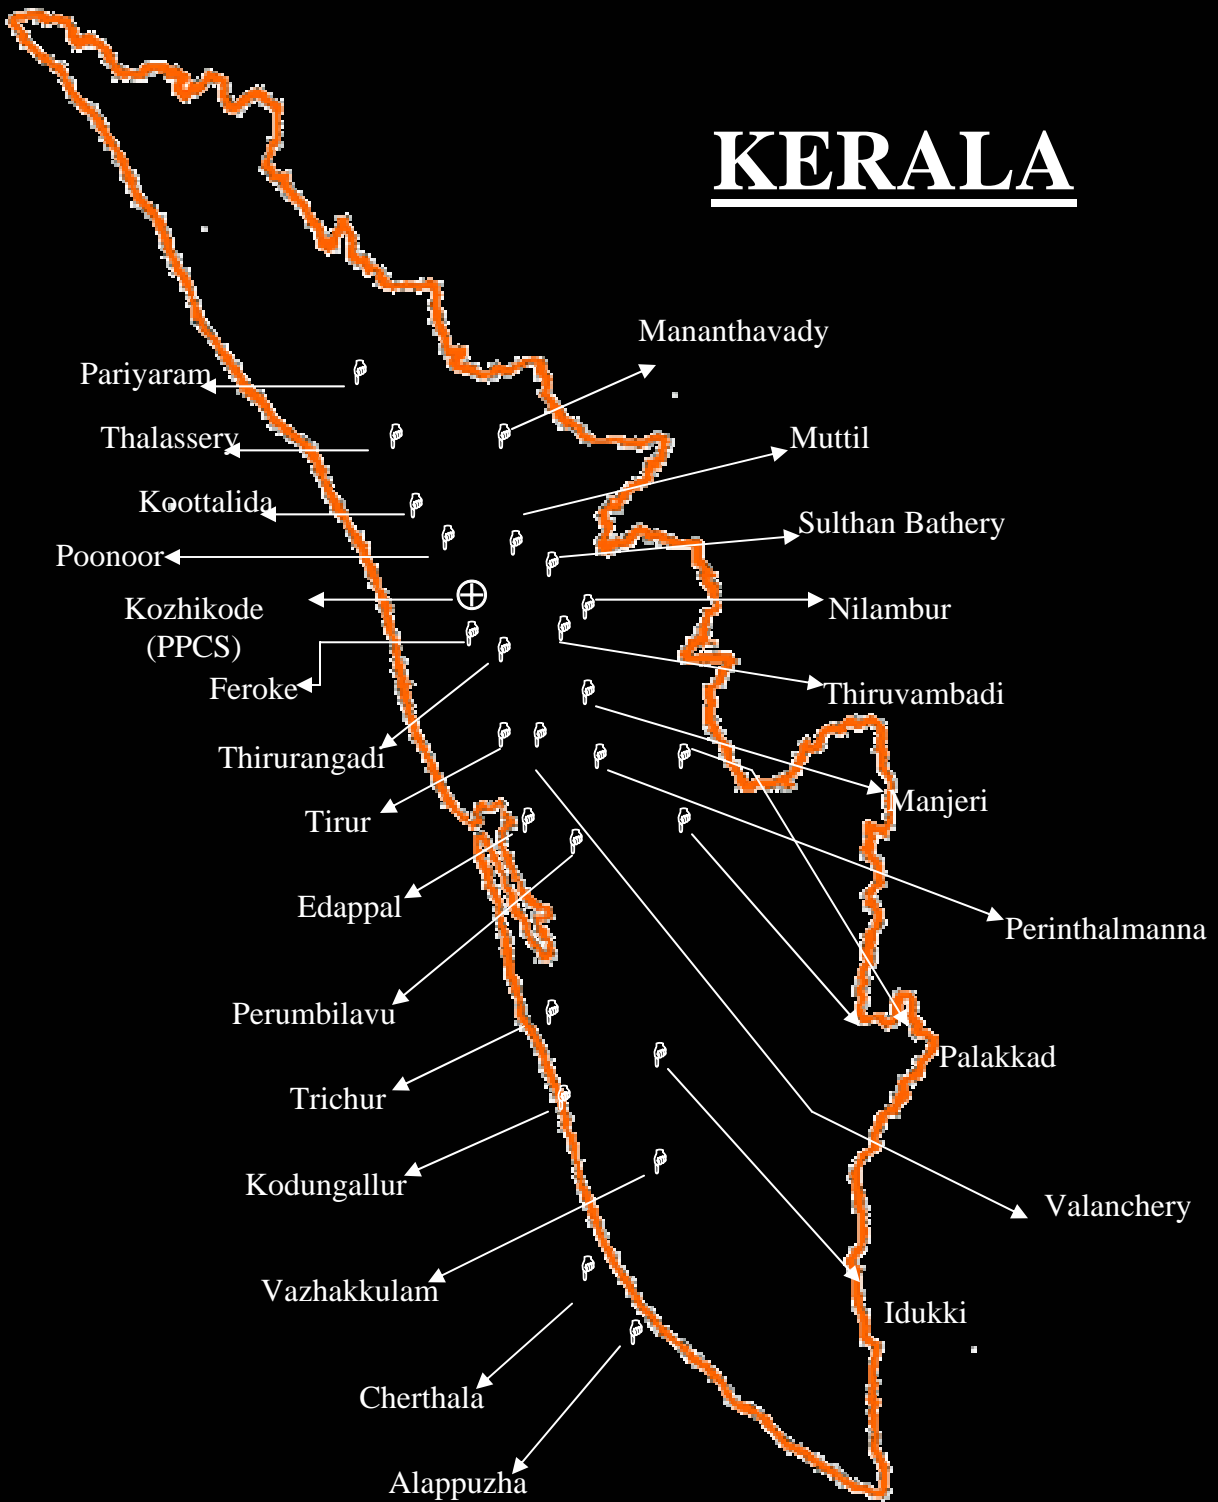 KERALA
Mananthavady
Pariyaram
Thalassery
Muttil
Koottalida
Sulthan Bathery
Poonoor
Kozhikode
(PPCS)
Nilambur
Feroke
Thiruvambadi
Thirurangadi
Manjeri
Tirur
Edappal
Perinthalmanna
Perumbilavu
Palakkad
Trichur
Kodungallur
Valanchery
Vazhakkulam
Idukki
Cherthala
Alappuzha